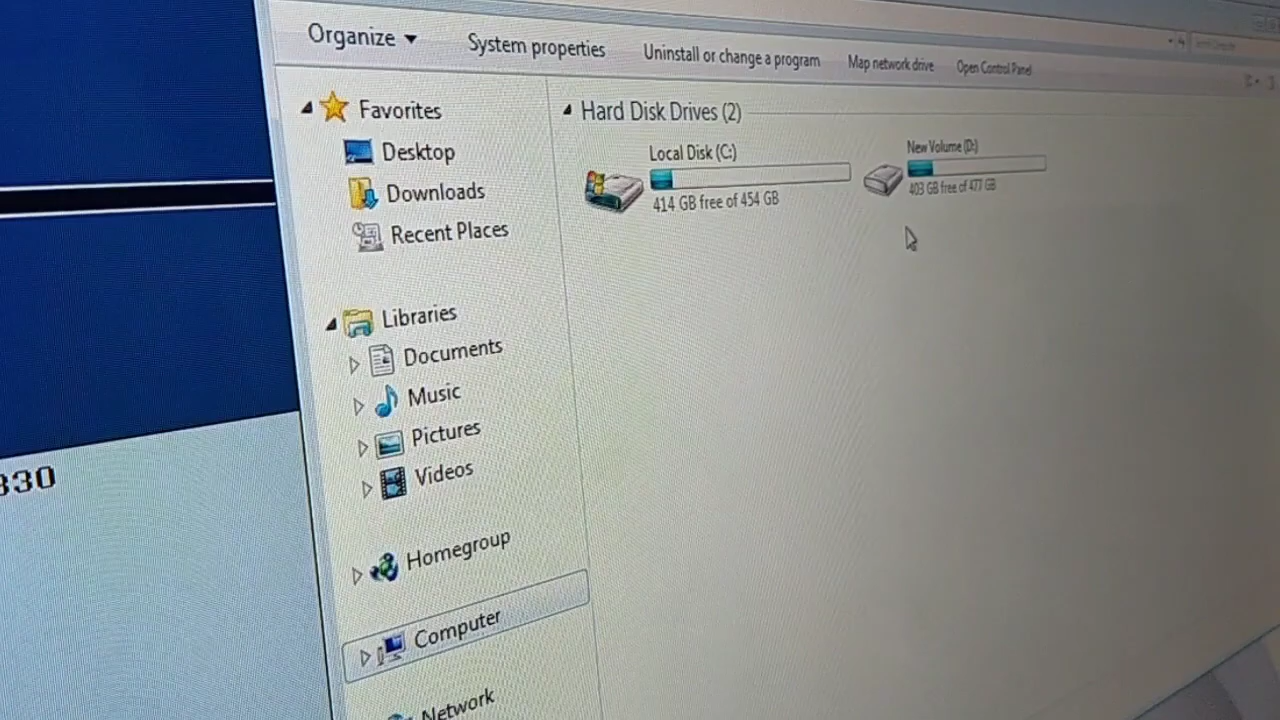 Organize
System properties
Uninstall or change a program
Map network drive
Open Control Panel
Favorites
Desktop
Downloads
Recent Places
Libraries
Documents
Music
Pictures
Videos
Homegroup
Computer
Network
Hard Disk Drives (2)
Local Disk (C:)
414 GB free of 454 GB
New Volume (D:)
403 GB free of 477 GB
330